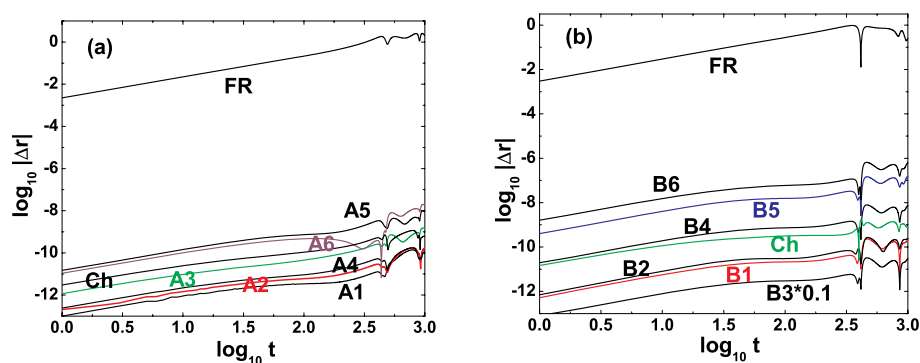 (a)
0
-2
-4
-6
-8
-10
-12
log10 |Δr|
FR
A5
A6
Ch
A3
A4
A2
A1
0.0 0.5 1.0 1.5 2.0 2.5 3.0
log10 t
(b)
0
-2
-4
-6
-8
-10
-12
log10 |Δr|
FR
B6
B5
B4
Ch
B2
B1
B3*0.1
0.0 0.5 1.0 1.5 2.0 2.5 3.0
log10 t